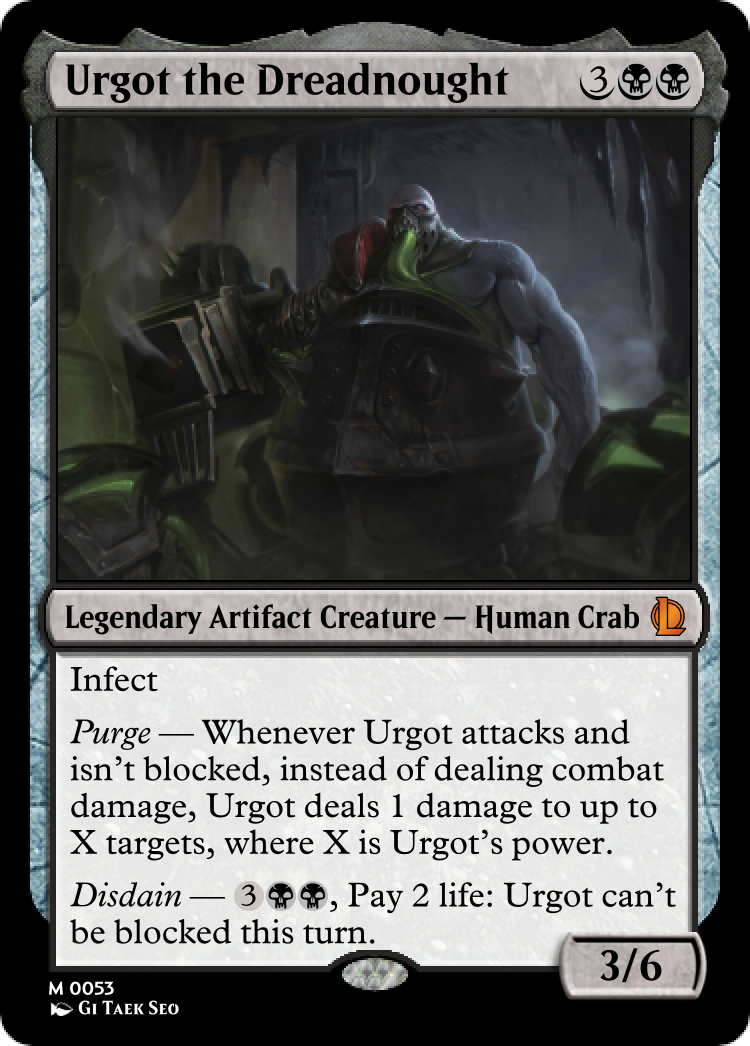 Urgot the Dreadnought 3
Legendary Artifact Creature — Human Crab
Infect
Purge — Whenever Urgot attacks and
isn't blocked, instead of dealing combat
damage, Urgot deals 1 damage to up to
X targets, where X is Urgot's power.
Disdain — 3, Pay 2 life: Urgot can't
be blocked this turn.
3/6
M 0053
Gi Taek Seo